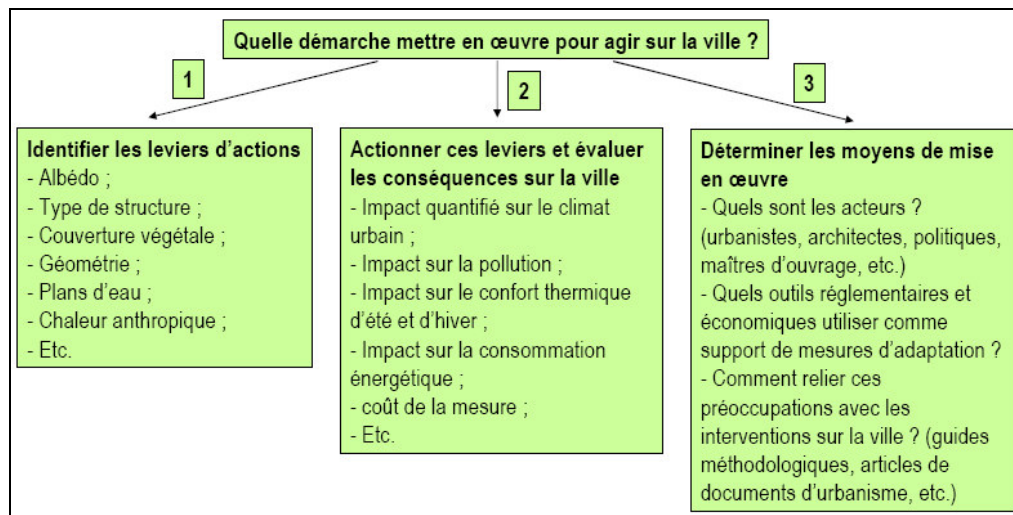 Quelle démarche mettre en œuvre pour agir sur la ville ?
1
2
3
Identifier les leviers d'actions
- Albédo ;
- Type de structure ;
- Couverture végétale ;
- Géométrie ;
- Plans d'eau ;
- Chaleur anthropique ;
- Etc.
Actionner ces leviers et évaluer
les conséquences sur la ville
- Impact quantifié sur le climat
urbain ;
- Impact sur la pollution ;
- Impact sur le confort thermique
d'été et d'hiver ;
- Impact sur la consommation
énergétique ;
- coût de la mesure ;
- Etc.
Déterminer les moyens de mise
en œuvre
- Quels sont les acteurs ?
(urbanistes, architectes, politiques,
maîtres d'ouvrage, etc.)
- Quels outils réglementaires et
économiques utiliser comme
support de mesures d'adaptation ?
- Comment relier ces
préoccupations avec les
interventions sur la ville ? (guides
méthodologiques, articles de
documents d'urbanisme, etc.)